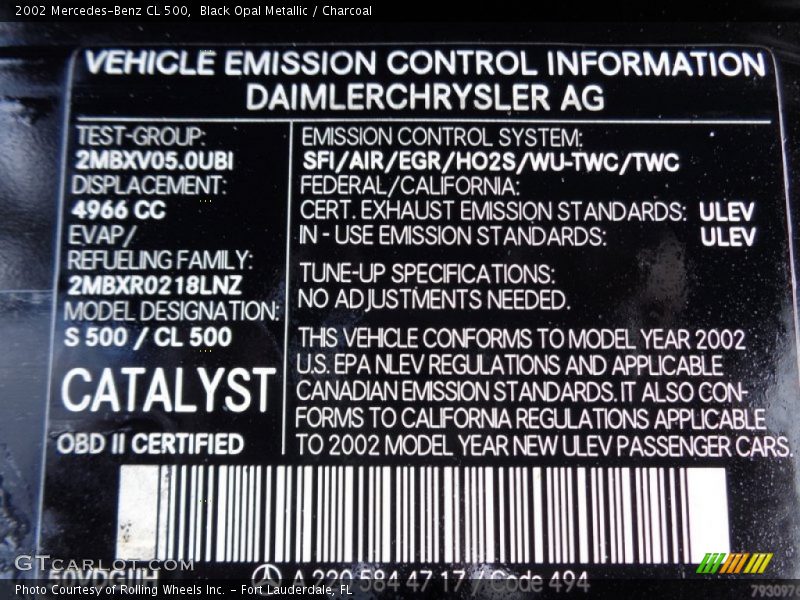 2002 Mercedes-Benz CL 500, Black Opal Metallic / Charcoal
VEHICLE EMISSION CONTROL INFORMATION
DAIMLERCHRYSLER AG
TEST-GROUP:
2MBXV05.0UBI
DISPLACEMENT:
4966 CC
EVAP/
REFUELING FAMILY:
2MBXR0218LNZ
MODEL DESIGNATION:
S 500 / CL 500
CATALYST
OBD II CERTIFIED
EMISSION CONTROL SYSTEM:
SFI/AIR/EGR/HO2S/WU-TWC/TWC
FEDERAL/CALIFORNIA:
CERT. EXHAUST EMISSION STANDARDS: ULEV
IN - USE EMISSION STANDARDS: ULEV
TUNE-UP SPECIFICATIONS:
NO ADJUSTMENTS NEEDED.
THIS VEHICLE CONFORMS TO MODEL YEAR 2002
U.S. EPA NLEV REGULATIONS AND APPLICABLE
CANADIAN EMISSION STANDARDS. IT ALSO CON-
FORMS TO CALIFORNIA REGULATIONS APPLICABLE
TO 2002 MODEL YEAR NEW ULEV PASSENGER CARS.
GTCarLot.com
A 220 584 47 17 / Code 494
Photo Courtesy of Rolling Wheels Inc. - Fort Lauderdale, FL